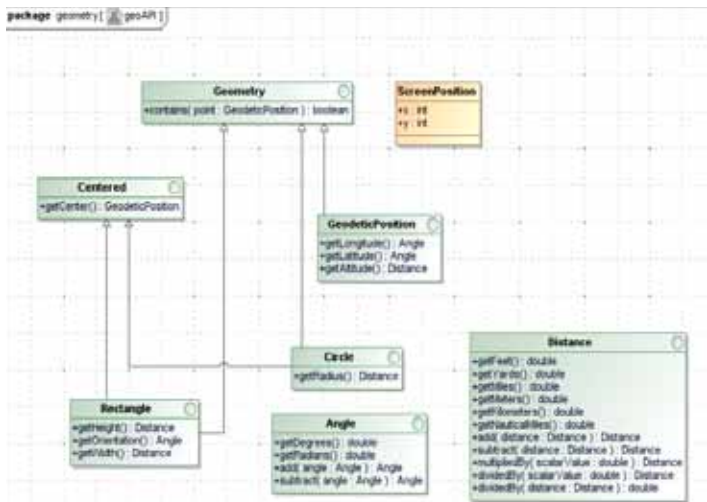 package geometry[ geoAPI ]
Geometry
+contains( point : GeodeticPosition ) : boolean
ScreenPosition
+x : int
+y : int
Centered
+getCenter() : GeodeticPosition
GeodeticPosition
+getLongitude() : Angle
+getLatitude() : Angle
+getAltitude() : Distance
Circle
+getRadius() : Distance
Rectangle
+getHeight() : Distance
+getOrientation() : Angle
+getWidth() : Distance
Angle
+getDegrees() : double
+getRadians() : double
+add( angle : Angle ) : Angle
+subtract( angle : Angle ) : Angle
Distance
+getFeet() : double
+getYards() : double
+getMiles() : double
+getMeters() : double
+getKilometers() : double
+getNauticalMiles() : double
+add( distance : Distance ) : Distance
+subtract( distance : Distance ) : Distance
+multipliedBy( scalarValue : double ) : Distance
+dividedBy( scalarValue : double ) : Distance
+dividedBy( distance : Distance ) : double